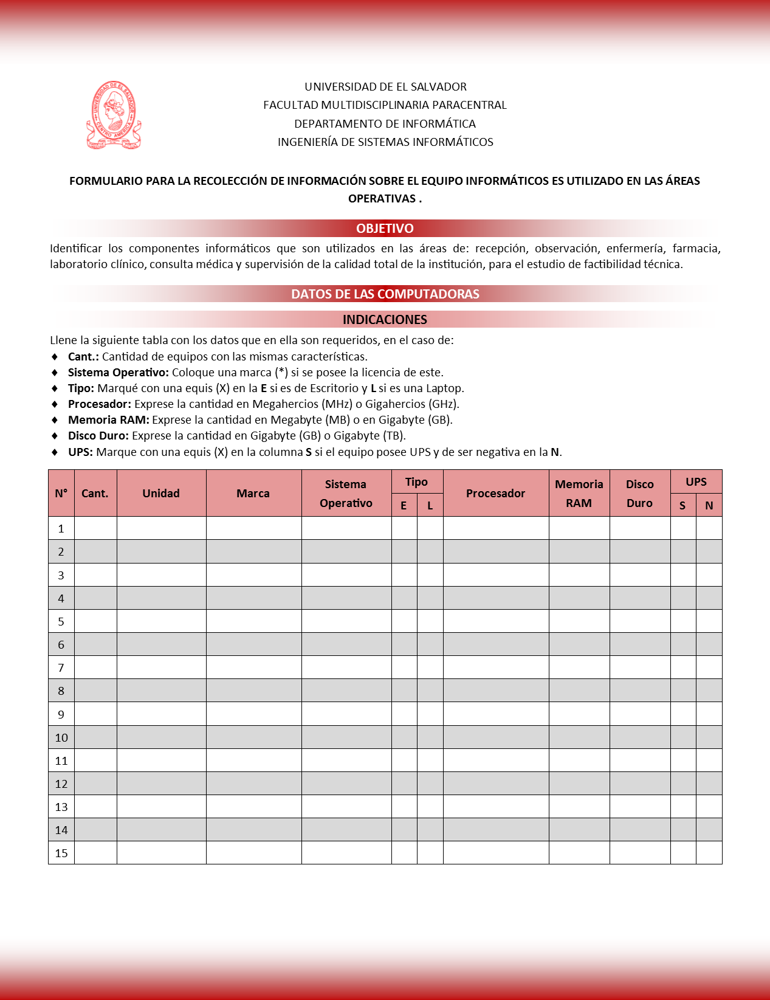 UNIVERSIDAD DE EL SALVADOR
FACULTAD MULTIDISCIPLINARIA PARACENTRAL
DEPARTAMENTO DE INFORMÁTICA
INGENIERÍA DE SISTEMAS INFORMÁTICOS
UNIVERSIDAD DE EL SALVADOR
CENTRO AMERICA
FORMULARIO PARA LA RECOLECCIÓN DE INFORMACIÓN SOBRE EL EQUIPO INFORMÁTICOS ES UTILIZADO EN LAS ÁREAS
OPERATIVAS .
OBJETIVO
Identificar los componentes informáticos que son utilizados en las áreas de: recepción, observación, enfermería, farmacia,
laboratorio clínico, consulta médica y supervisión de la calidad total de la institución, para el estudio de factibilidad técnica.
DATOS DE LAS COMPUTADORAS
INDICACIONES
Llene la siguiente tabla con los datos que en ella son requeridos, en el caso de:
♦ Cant.: Cantidad de equipos con las mismas características.
♦ Sistema Operativo: Coloque una marca (*) si se posee la licencia de este.
♦ Tipo: Marqué con una equis (X) en la E si es de Escritorio y L si es una Laptop.
♦ Procesador: Exprese la cantidad en Megahercios (MHz) o Gigahercios (GHz).
♦ Memoria RAM: Exprese la cantidad en Megabyte (MB) o en Gigabyte (GB).
♦ Disco Duro: Exprese la cantidad en Gigabyte (GB) o Gigabyte (TB).
♦ UPS: Marque con una equis (X) en la columna S si el equipo posee UPS y de ser negativa en la N.
N° Cant. Unidad Marca Sistema Operativo Tipo Procesador Memoria RAM Disco Duro UPS
E L S N
1
2
3
4
5
6
7
8
9
10
11
12
13
14
15